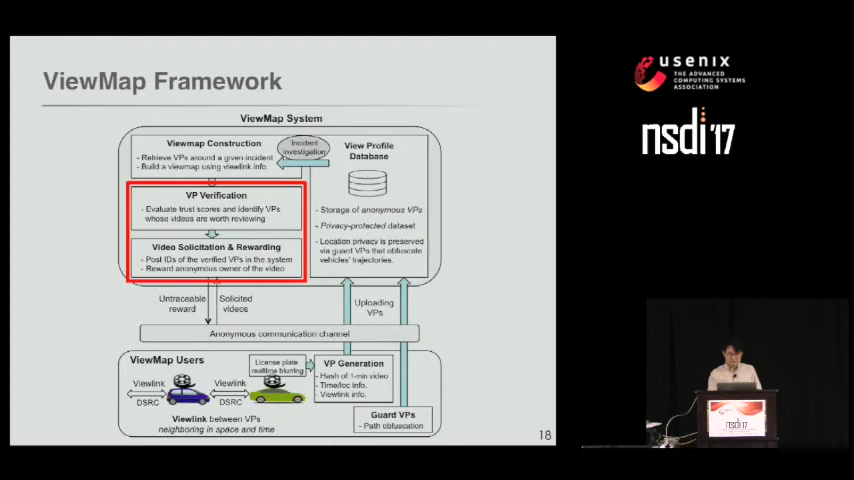 ViewMap Framework
ViewMap System
Viewmap Construction
- Retrieve VPs around a given incident
- Build a viewmap using viewlink info.
Incident
investigation
View Profile
Database
VP Verification
- Evaluate trust scores and identify VPs
whose videos are worth reviewing
- Storage of anonymous VPs
- Privacy-protected dataset
- Location privacy is preserved
via guard VPs that obfuscate
vehicles' trajectories.
Video Solicitation & Rewarding
- Post IDs of the verified VPs in the system
- Reward anonymous owner of the video
Untraceable
reward
Solicited
videos
Uploading
VPs
Anonymous communication channel
ViewMap Users
License plate
realtime blurring
VP Generation
- Hash of 1-min video
- Time/loc info.
- Viewlink info.
Viewlink
Viewlink
DSRC
DSRC
Viewlink between VPs
neighboring in space and time
Guard VPs
- Path obfuscation
18
usenix
THE ADVANCED
COMPUTING SYSTEMS
ASSOCIATION
nsdi '17
nsdi '17